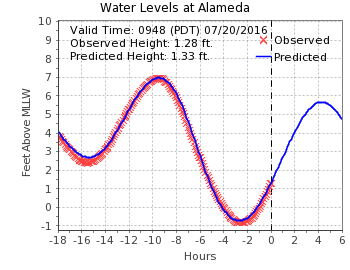 Water Levels at Alameda
Valid Time: 0948 (PDT) 07/20/2016
Observed Height: 1.28 ft.
Predicted Height: 1.33 ft.
Observed
Predicted
Feet Above MLLW
10
9
8
7
6
5
4
3
2
1
0
-1
-18 -16 -14 -12 -10 -8 -6 -4 -2 0 2 4 6
Hours